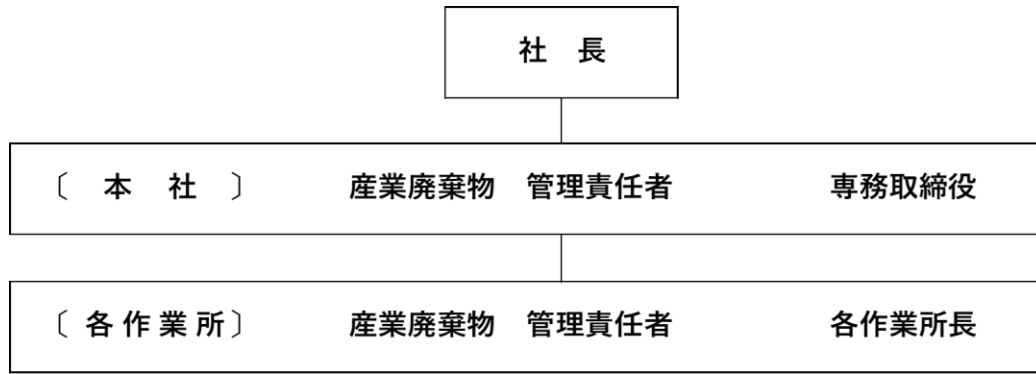 社　長
〔　本　社　〕　産業廃棄物　管理責任者　専務取締役
〔 各 作 業 所〕　産業廃棄物　管理責任者　各作業所長